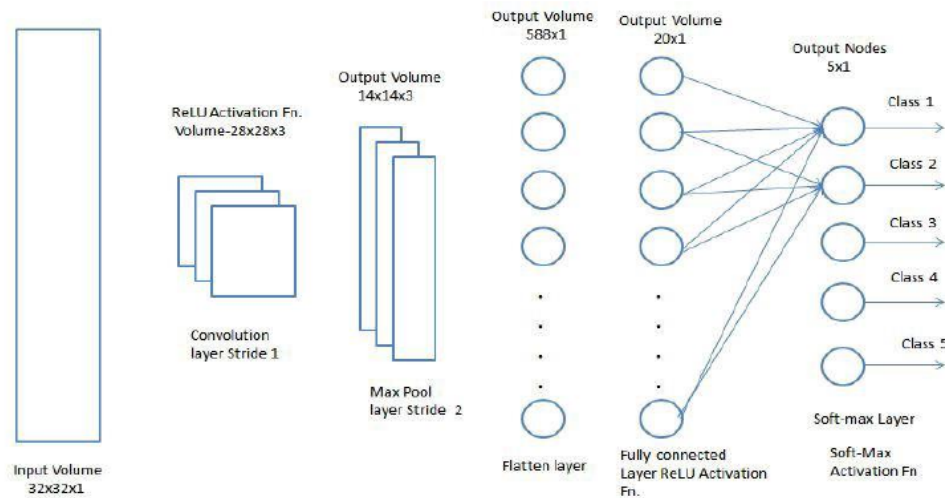 Output Volume
588x1
Output Volume
20x1
Output Nodes
5x1
Output Volume
14x14x3
ReLU Activation Fn.
Volume-28x28x3
Class 1
Class 2
Class 3
Class 4
Class 5
Convolution
layer Stride 1
Max Pool
layer Stride 2
Input Volume
32x32x1
Flatten layer
Fully connected
Layer ReLU Activation
Fn.
Soft-max Layer
Soft-Max
Activation Fn